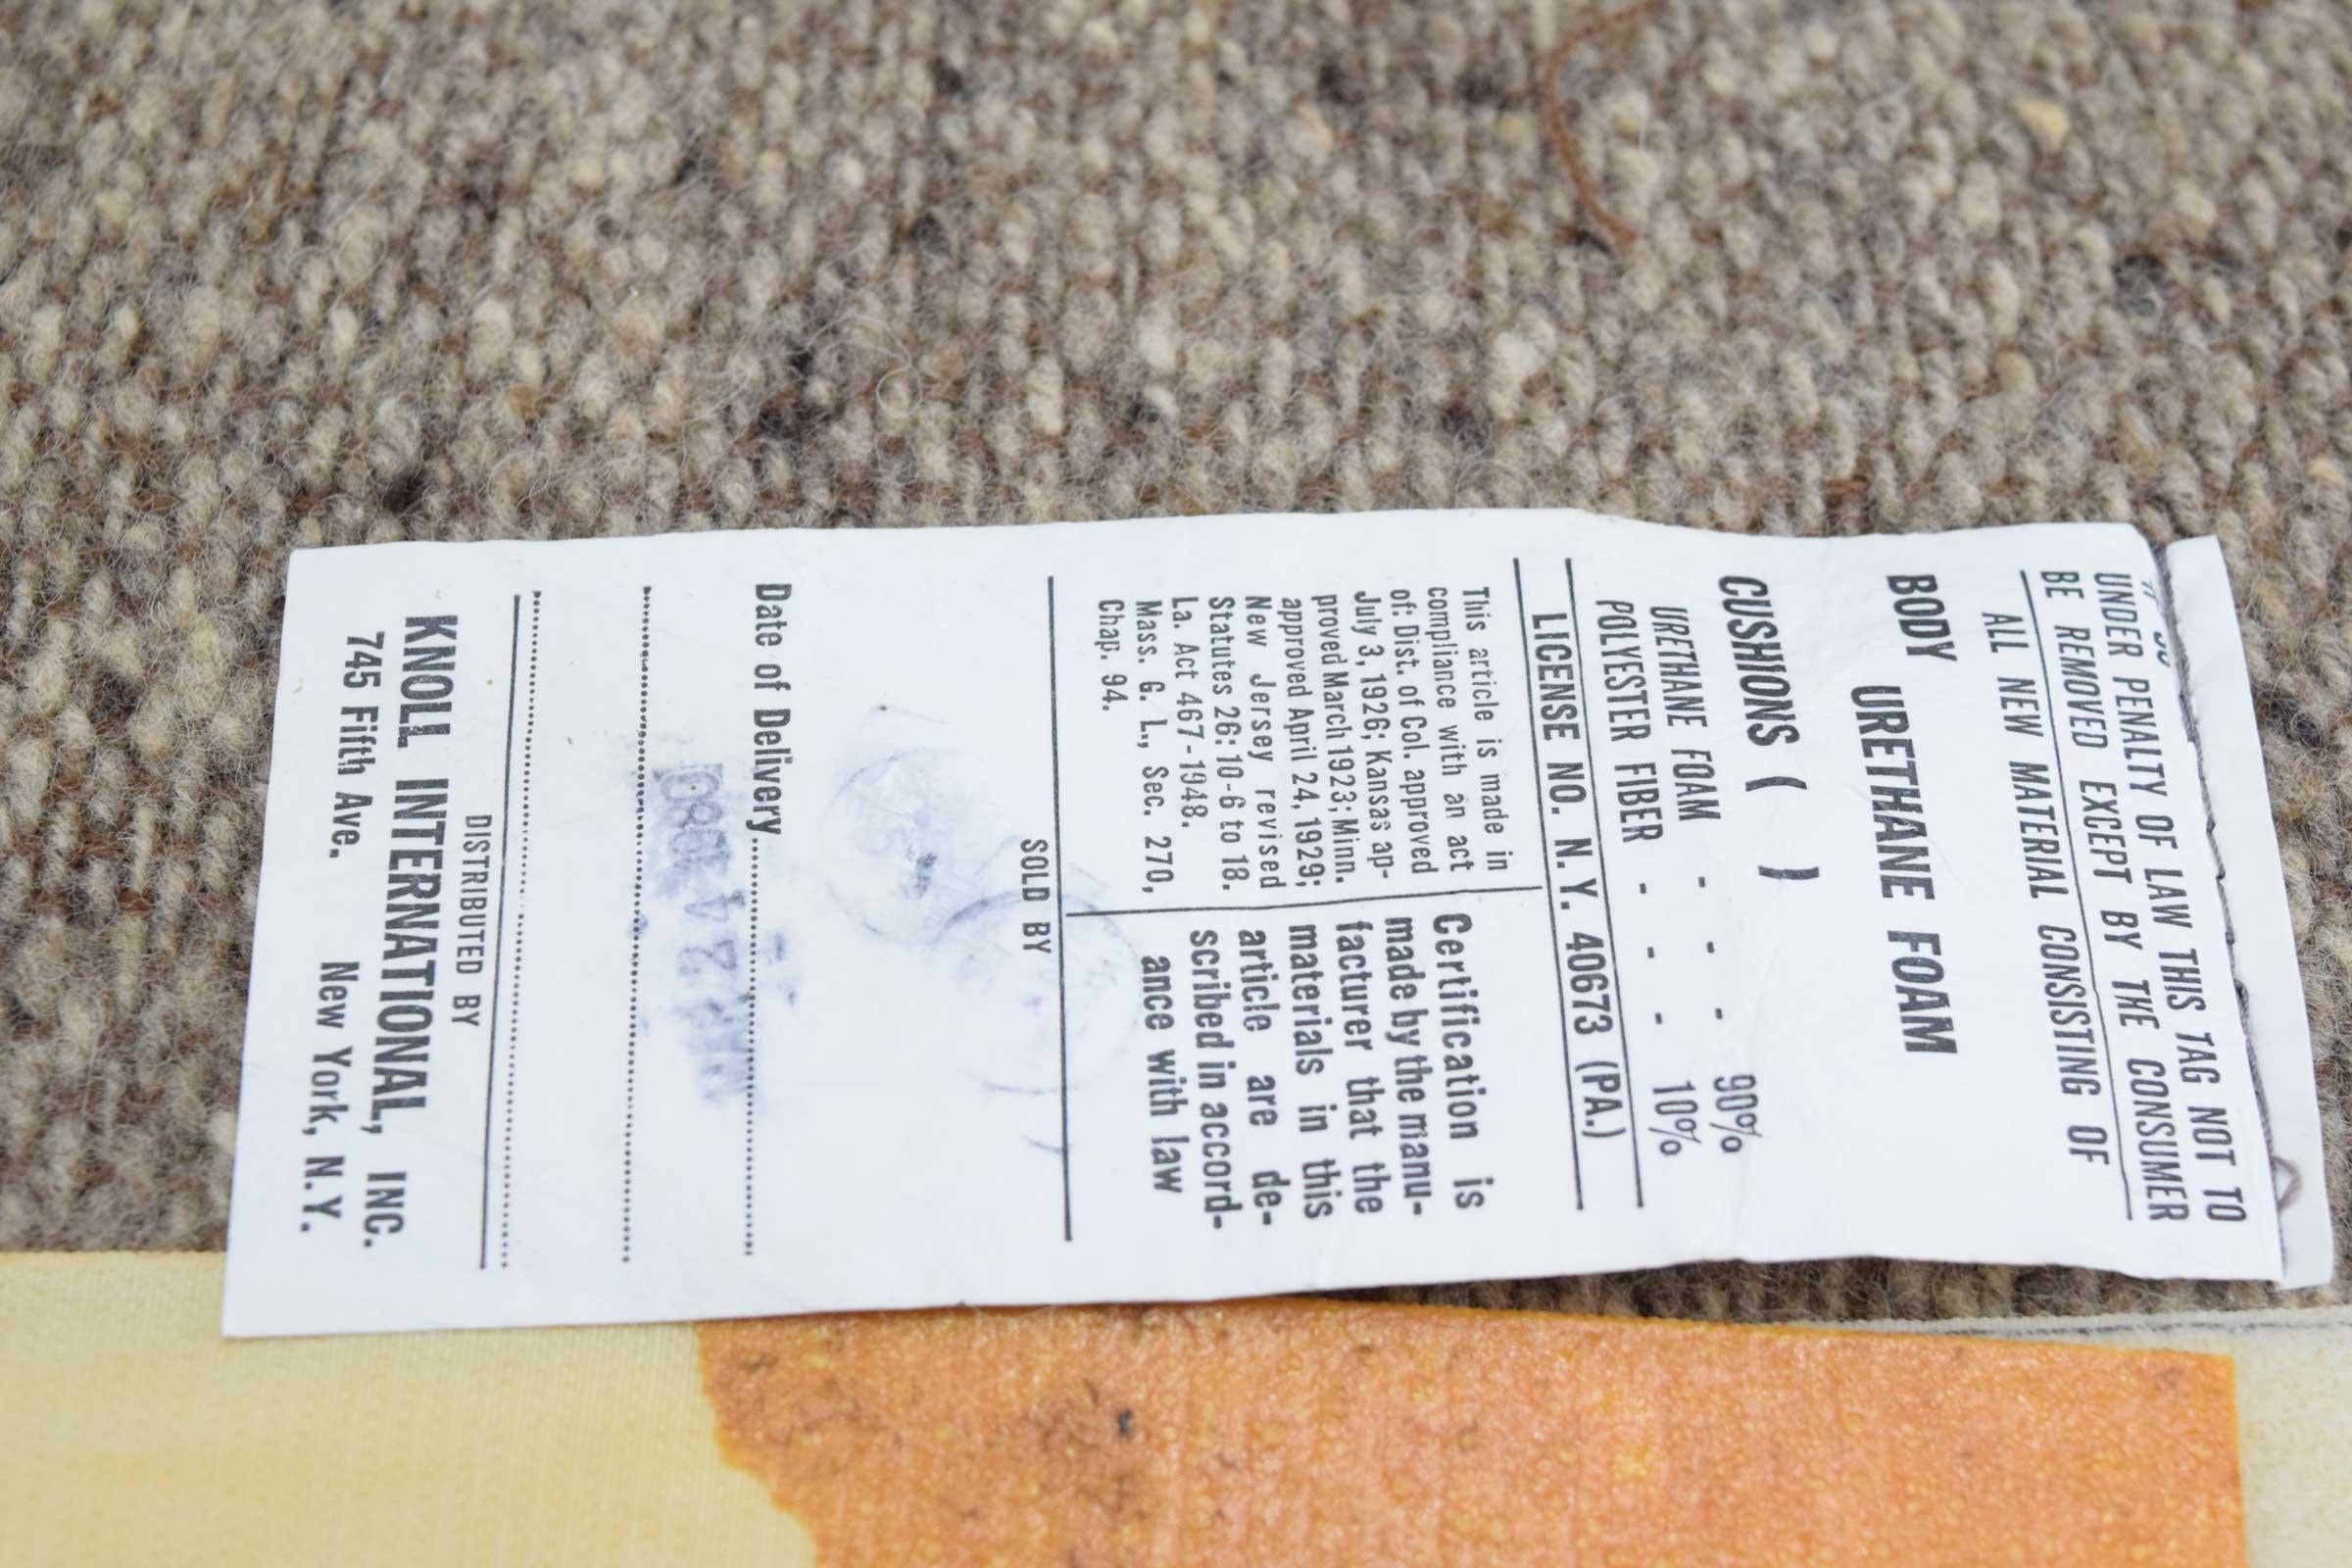 UNDER PENALTY OF LAW THIS TAG NOT TO
BE REMOVED EXCEPT BY THE CONSUMER
ALL NEW MATERIAL CONSISTING OF
BODY
URETHANE FOAM
CUSHIONS ( )
URETHANE FOAM - - - 90%
POLYESTER FIBER - - - 10%
LICENSE NO. N. Y. 40673 (PA.)
This article is made in
compliance with an act
of: Dist. of Col. approved
July 3, 1926; Kansas ap-
proved March 1923; Minn.
approved April 24, 1929;
New Jersey revised
Statutes 26: 10-6 to 18.
La. Act 467-1948.
Mass. G. L., Sec. 270,
Chap. 94.
Certification is
made by the manu-
facturer that the
materials in this
article are de-
scribed in accord-
ance with law
SOLD BY
Date of Delivery
DISTRIBUTED BY
KNOLL INTERNATIONAL, INC.
745 Fifth Ave. New York, N.Y.